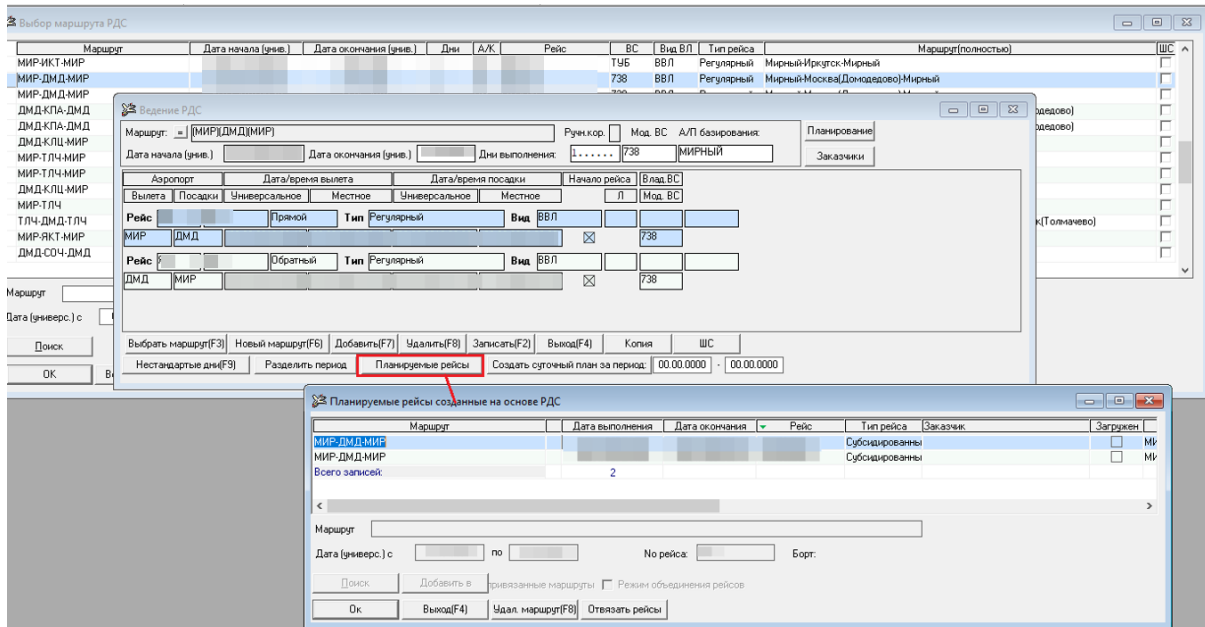 Выбор маршрута РДС
Маршрут Дата начала (унив.) Дата окончания (унив.) Дни А/К Рейс ВС Вид ВЛ Тип рейса Маршрут(полностью) ШС
МИР-ИКТ-МИР ТУБ ВВЛ Регулярный Мирный-Иркутск-Мирный
МИР-ДМД-МИР 738 ВВЛ Регулярный Мирный-Москва(Домодедово)-Мирный
МИР-ДМД-МИР
ДМД-КПА-ДМД
ДМД-КПА-ДМД
ДМД-КЛЦ-МИР
МИР-ТЛЧ-МИР
МИР-ТЛЧ-МИР
ДМД-КЛЦ-МИР
МИР-ТЛЧ
ТЛЧ-ДМД-ТЛЧ к(Толмачево)
МИР-ЯКТ-МИР
ДМД-СОЧ-ДМД
Маршрут
Дата (универс.) с
Поиск
OK
Ведение РДС
Маршрут: = (МИР)(ДМД)(МИР) Ручн.кор. Мод. ВС А/П базирования: Планирование
Дата начала (унив.) Дата окончания (унив.) Дни выполнения: 1...... 738 МИРНЫЙ Заказчики
Аэропорт Дата/время вылета Дата/время посадки Начало рейса Влад.ВС
Вылета Посадки Универсальное Местное Универсальное Местное Л Мод. ВС
Рейс Прямой Тип Регулярный Вид ВВЛ
МИР ДМД 738
Рейс Обратный Тип Регулярный Вид ВВЛ
ДМД МИР 738
Выбрать маршрут(F3) Новый маршрут(F6) Добавить(F7) Удалить(F8) Записать(F2) Выход(F4) Копия ШС
Нестандартые дни(F9) Разделить период Планируемые рейсы Создать суточный план за период: 00.00.0000 - 00.00.0000
Планируемые рейсы созданные на основе РДС
Маршрут Дата выполнения Дата окончания Рейс Тип рейса Заказчик Загружен
МИР-ДМД-МИР Субсидированны
МИР-ДМД-МИР Субсидированны
Всего записей: 2
Маршрут
Дата (универс.) с по No рейса: Борт:
Поиск Добавить в привязанные маршруты Режим объединения рейсов
Ок Выход(F4) Удал. маршрут(F8) Отвязать рейсы